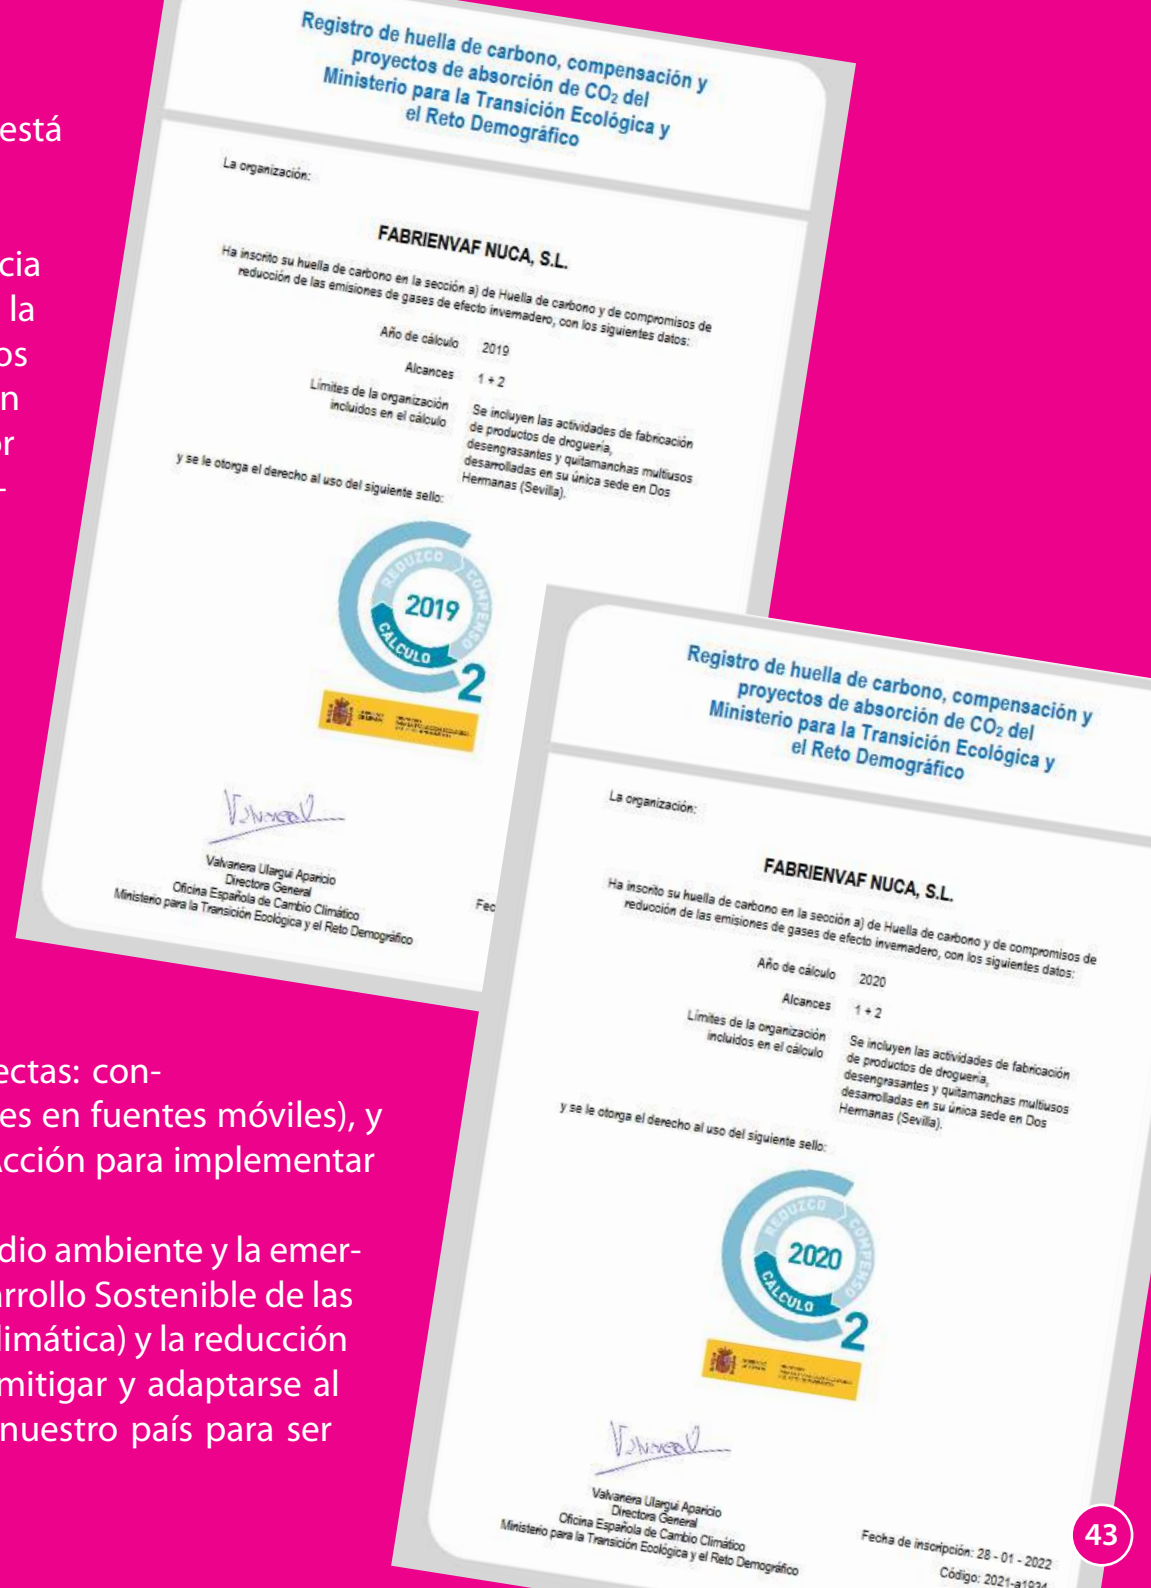 está
cia
la
os
n
or
-
Registro de huella de carbono, compensación y
proyectos de absorción de CO₂ del
Ministerio para la Transición Ecológica y
el Reto Demográfico
La organización:
FABRIENVAF NUCA, S.L.
Ha inscrito su huella de carbono en la sección a) de Huella de carbono y de compromisos de
reducción de las emisiones de gases de efecto invernadero, con los siguientes datos:
Año de cálculo 2019
Alcances 1 + 2
Límites de la organización
incluidos en el cálculo
Se incluyen las actividades de fabricación
de productos de droguería,
desengrasantes y quitamanchas multiusos
desarrolladas en su única sede en Dos
Hermanas (Sevilla).
y se le otorga el derecho al uso del siguiente sello:
REDUZCO
COMPENSO
CALCULO
2019
2
Valvanera Ulargui Aparicio
Directora General
Oficina Española de Cambio Climático
Ministerio para la Transición Ecológica y el Reto Demográfico
Fec
ectas: con-
es en fuentes móviles), y
Acción para implementar
dio ambiente y la emer-
arrollo Sostenible de las
limática) y la reducción
mitigar y adaptarse al
nuestro país para ser
Registro de huella de carbono, compensación y
proyectos de absorción de CO₂ del
Ministerio para la Transición Ecológica y
el Reto Demográfico
La organización:
FABRIENVAF NUCA, S.L.
Ha inscrito su huella de carbono en la sección a) de Huella de carbono y de compromisos de
reducción de las emisiones de gases de efecto invernadero, con los siguientes datos:
Año de cálculo 2020
Alcances 1 + 2
Límites de la organización
incluidos en el cálculo
Se incluyen las actividades de fabricación
de productos de droguería,
desengrasantes y quitamanchas multiusos
desarrolladas en su única sede en Dos
Hermanas (Sevilla).
y se le otorga el derecho al uso del siguiente sello:
REDUZCO
COMPENSO
CALCULO
2020
2
Valvanera Ulargui Aparicio
Directora General
Oficina Española de Cambio Climático
Ministerio para la Transición Ecológica y el Reto Demográfico
Fecha de inscripción: 28 - 01 - 2022
Código: 2021-a1924
43